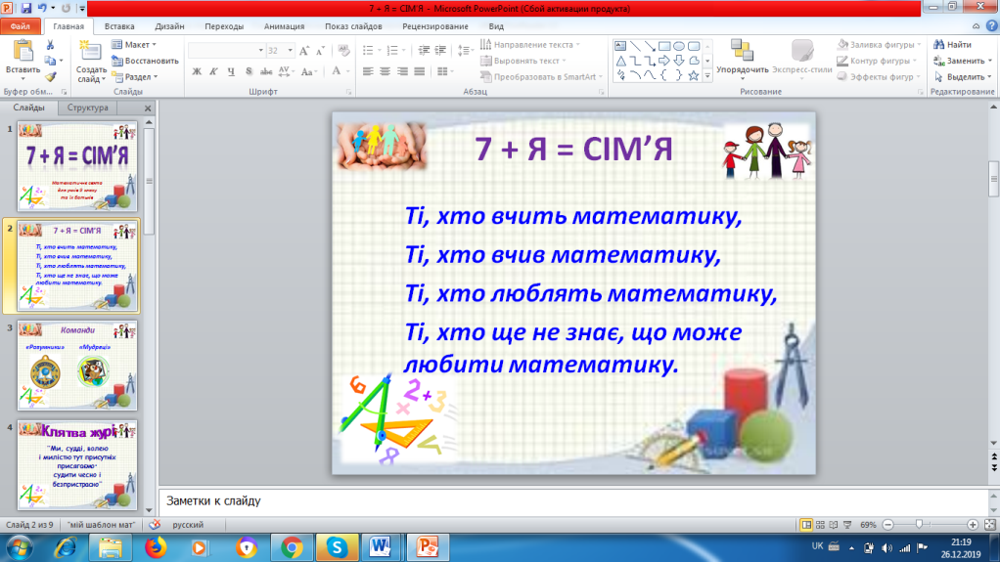 7 + Я = СІМ'Я - Microsoft PowerPoint (Сбой активации продукта)
Файл
Главная
Вставка
Дизайн
Переходы
Анимация
Показ слайдов
Рецензирование
Вид
Вставить
Буфер обм...
Создать слайд
Макет
Восстановить
Раздел
Слайды
32
Ж К Ч S abc AV Aa A
Шрифт
Направление текста
Выровнять текст
Преобразовать в SmartArt
Абзац
Упорядочить
Экспресс-стили
Заливка фигуры
Контур фигуры
Эффекты фигур
Рисование
Найти
Заменить
Выделить
Редактирование
Слайды
Структура
1
7 + Я = СІМ'Я
Математичне свято
для учнів 5 класу
та їх батьків
2
7 + Я = СІМ'Я
Ті, хто вчить математику,
Ті, хто вчив математику,
Ті, хто люблять математику,
Ті, хто ще не знає, що може
любити математику.
3
Команди
«Розумники»
«Мудреці»
4
Клятва журі
"Ми, судді, волею
і милістю тут присутніх
присягаємо
судити чесно і
безпристрасно"
7 + Я = СІМ'Я
Ті, хто вчить математику,
Ті, хто вчив математику,
Ті, хто люблять математику,
Ті, хто ще не знає, що може
любити математику.
6 2 + 3 × 8
Заметки к слайду
Слайд 2 из 9
"мій шаблон мат"
русский
69%
UK
21:19
26.12.2019